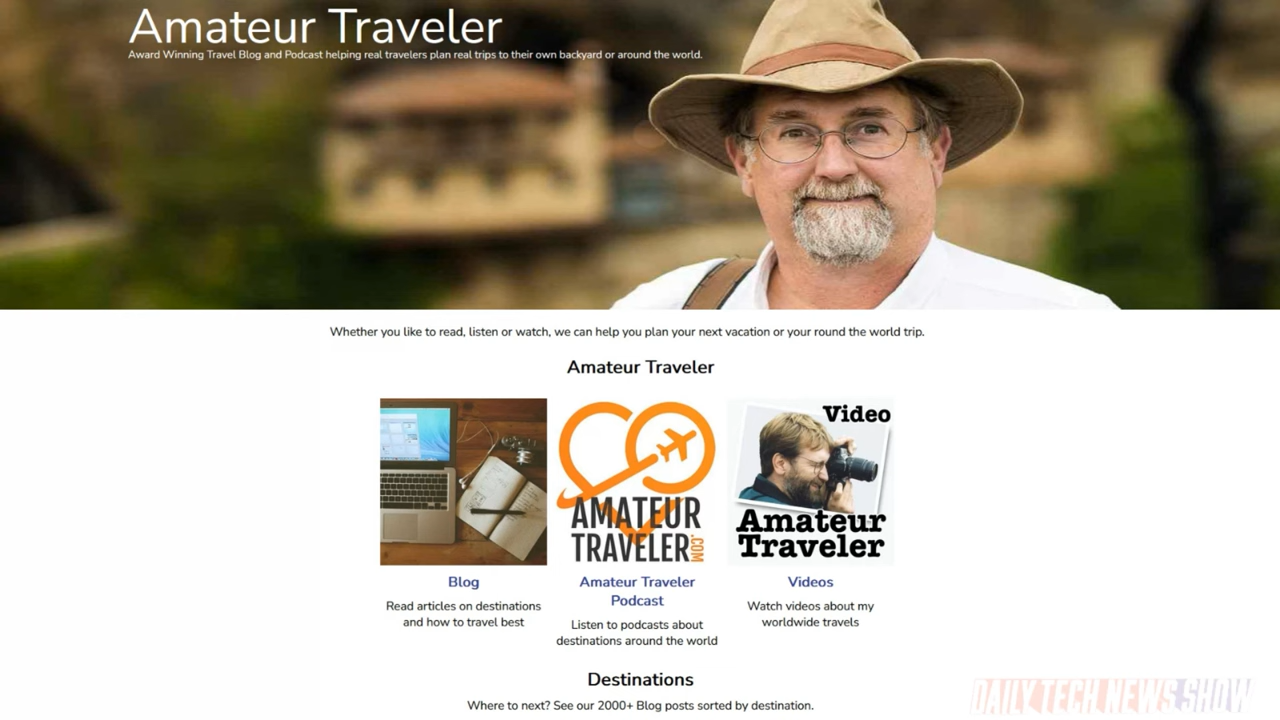 Amateur Traveler
Award Winning Travel Blog and Podcast helping real travelers plan real trips to their own backyard or around the world.
Whether you like to read, listen or watch, we can help you plan your next vacation or your round the world trip.
Amateur Traveler
AMATEUR
TRAVELER.COM
Video
Amateur
Traveler
Blog
Read articles on destinations
and how to travel best
Amateur Traveler
Podcast
Listen to podcasts about
destinations around the world
Videos
Watch videos about my
worldwide travels
Destinations
Where to next? See our 2000+ Blog posts sorted by destination.
DAILY TECH NEWS SHOW